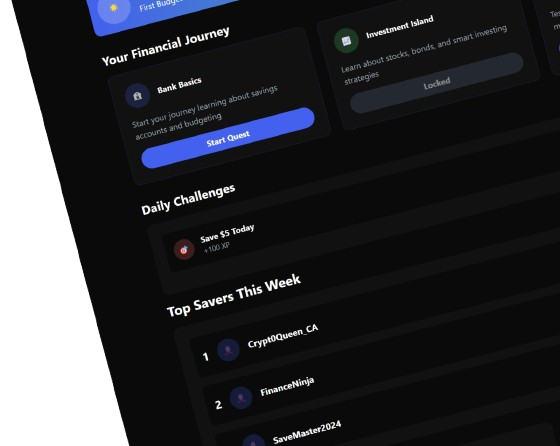 First Budget
Your Financial Journey
Bank Basics
Start your journey learning about savings
accounts and budgeting
Start Quest
Investment Island
Learn about stocks, bonds, and smart investing
strategies
Locked
Daily Challenges
Save $5 Today
+100 XP
Top Savers This Week
1 Crypt0Queen_CA
2 FinanceNinja
SaveMaster2024